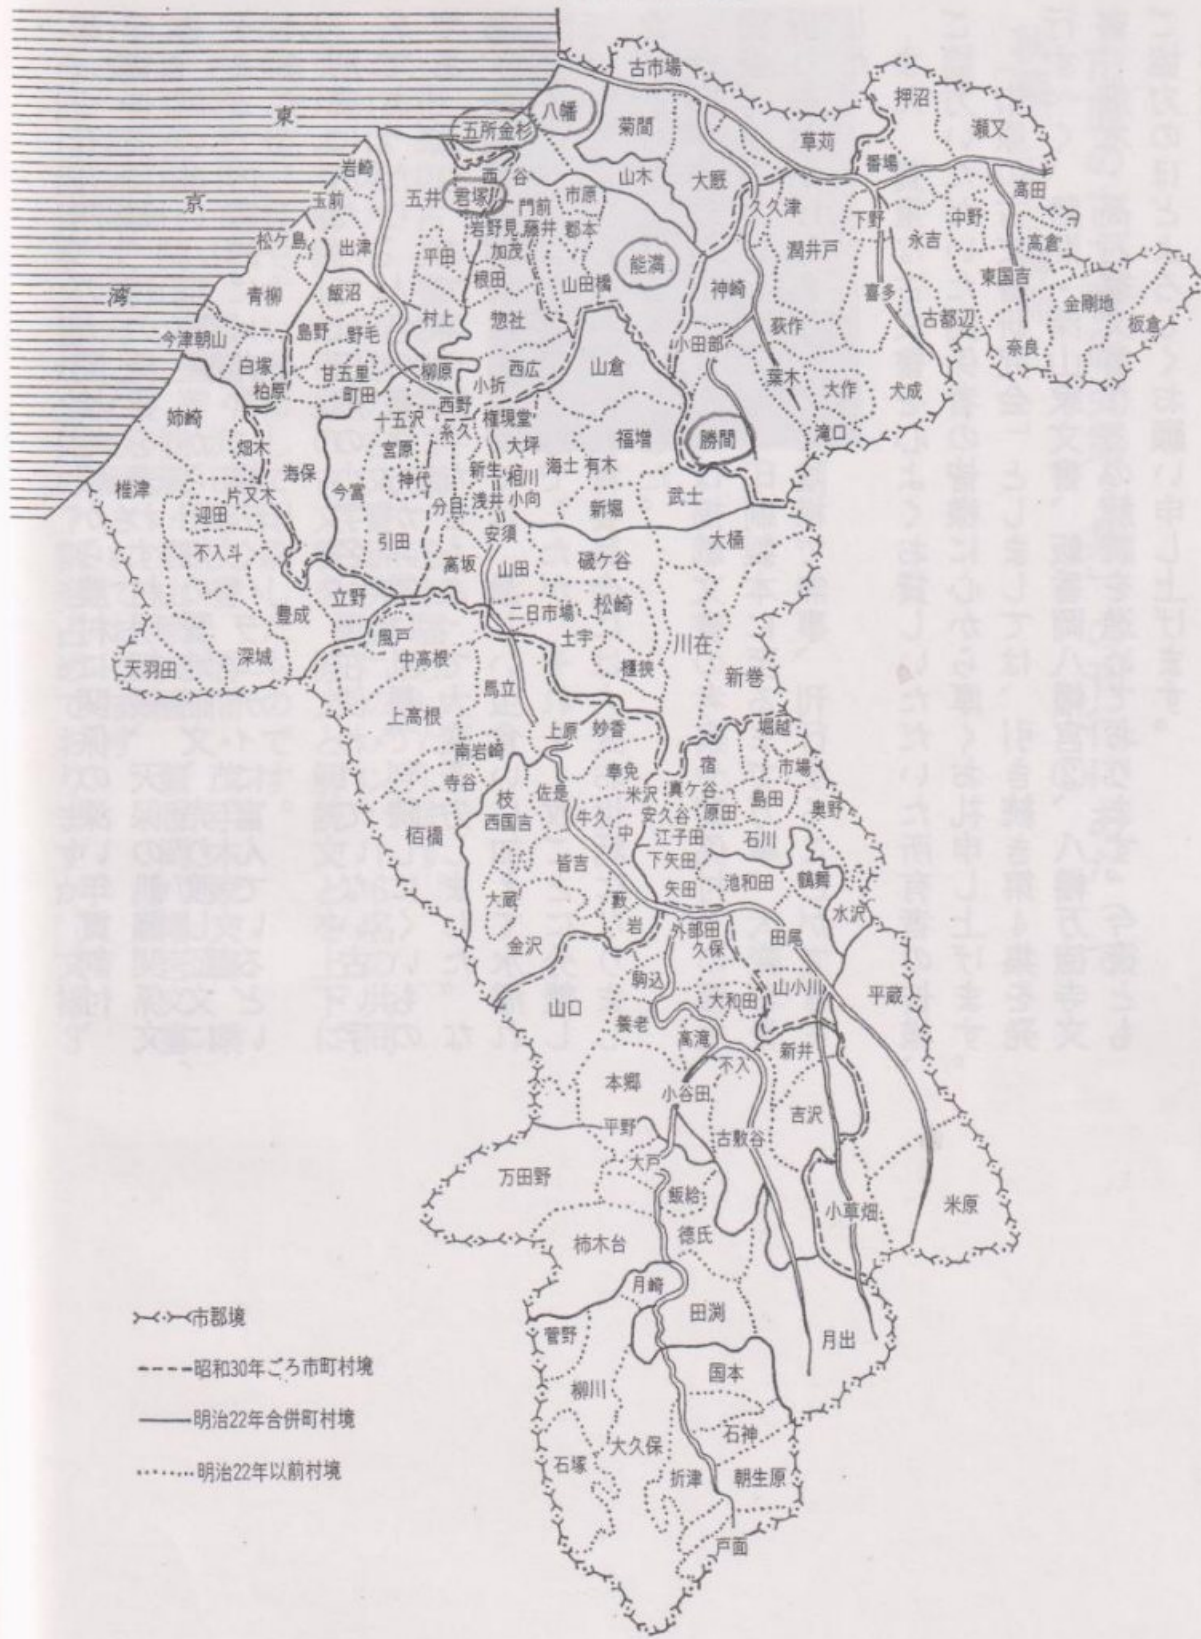 東
京
湾
古市場
押沼
八幡
瀬又
五所金杉
菊間
草苅
番場
岩崎
西
谷
山木
大厩
高田
玉前
五井
君塚
市原
門前
久々津
下野
中野
松ケ島
出津
岩野見
藤井
郡本
潤井戸
永吉
高倉
平田
加茂
能満
東国吉
青柳
飯沼
根田
山田橋
神崎
喜多
金剛地
村上
惣社
荻作
古都辺
板倉
今津朝山
島野
野毛
小田部
奈良
白塚
甘五里
柳原
西広
山倉
葉木
柏原
町田
小折
大作
犬成
姉崎
十五沢
西野
権現堂
滝口
畑木
宮原
糸久
大坪
福増
勝間
椎津
海保
新生
海士
有木
片又木
今富
神代
相川
迎田
分目
浅井
小向
新堀
武士
不入斗
引田
安須
大桶
高坂
山田
磯ケ谷
豊成
立野
二日市場
松崎
風戸
土宇
川在
天羽田
深城
中高根
櫃狭
新巻
馬立
上高根
上原
妙香
堀越
南岩崎
奉免
宿
市場
寺谷
枝
佐是
米沢
真ケ谷
島田
西国吉
牛久
安久谷
原田
奥野
栢橋
中
江子田
石川
皆吉
下矢田
池和田
鶴舞
大蔵
藪
矢田
水沢
金沢
岩
外部田
田尾
久保
駒込
山小川
平蔵
山口
大和田
養老
高滝
新井
不入
本郷
小谷田
吉沢
平野
古敷谷
大戸
万田野
飯給
小草畑
米原
柿木台
徳氏
月崎
田渕
菅野
月出
国本
柳川
石神
大久保
石塚
折津
朝生原
戸面
市郡境
昭和30年ごろ市町村境
明治22年合併町村境
明治22年以前村境